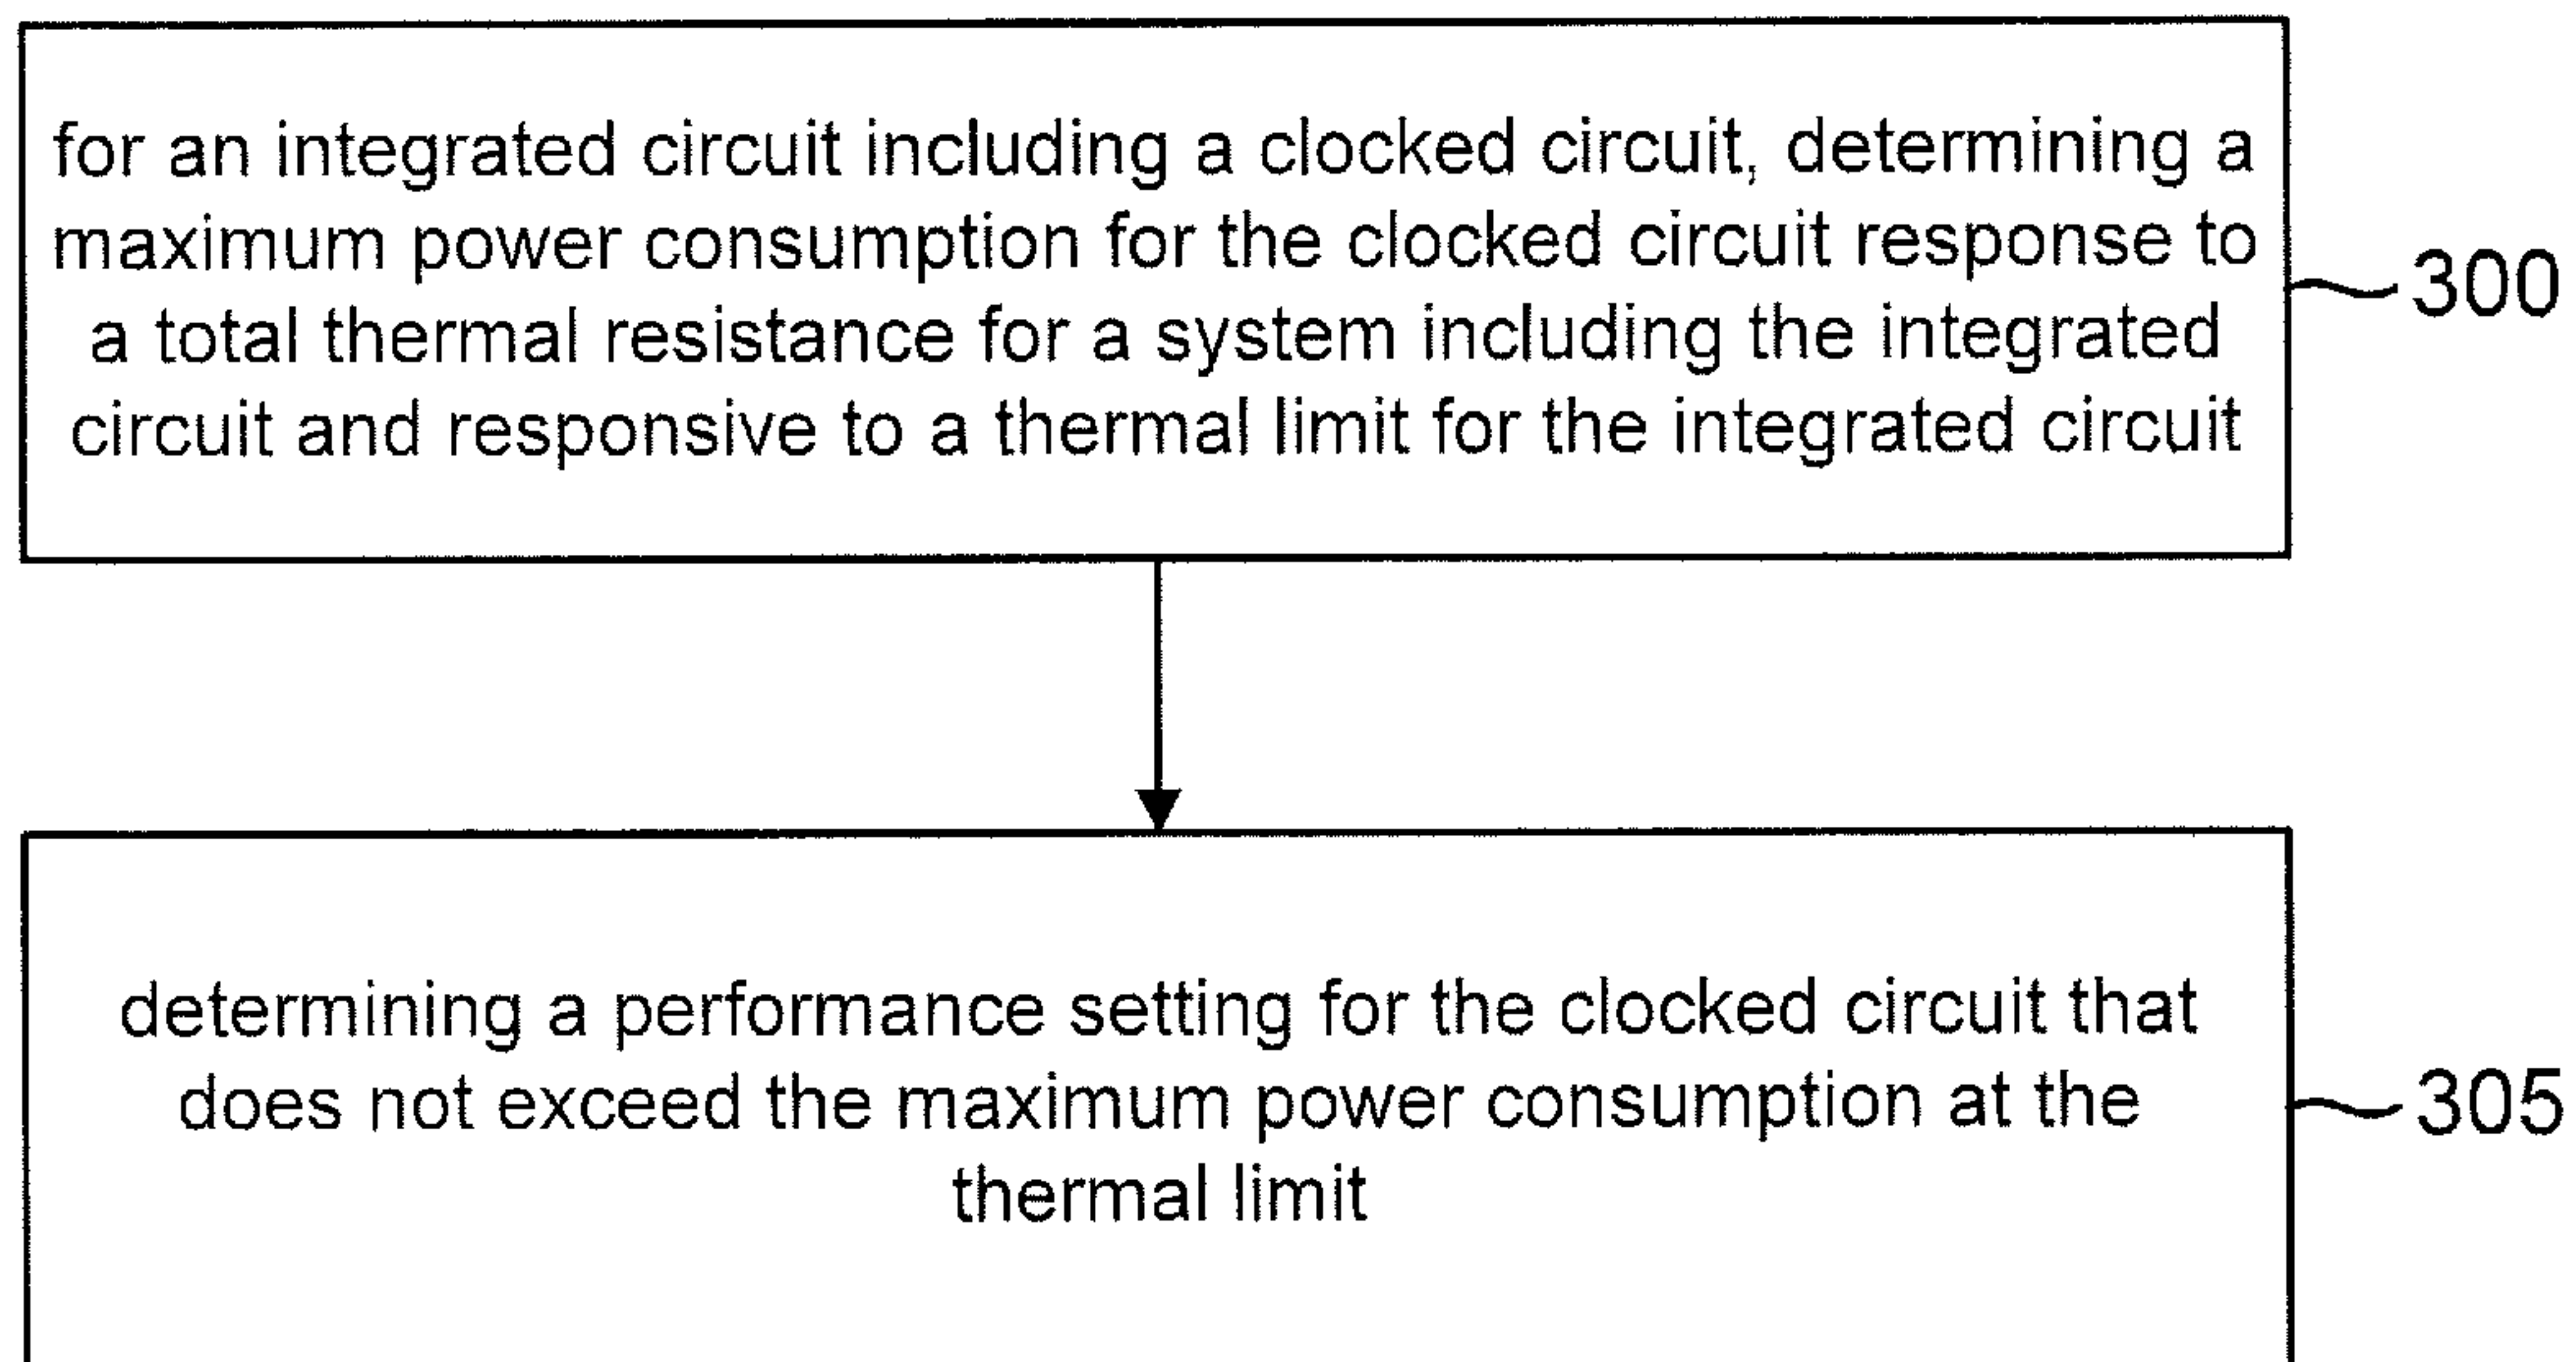 for an integrated circuit including a clocked circuit, determining a
maximum power consumption for the clocked circuit response to
a total thermal resistance for a system including the integrated
circuit and responsive to a thermal limit for the integrated circuit
300
determining a performance setting for the clocked circuit that
does not exceed the maximum power consumption at the
thermal limit
305